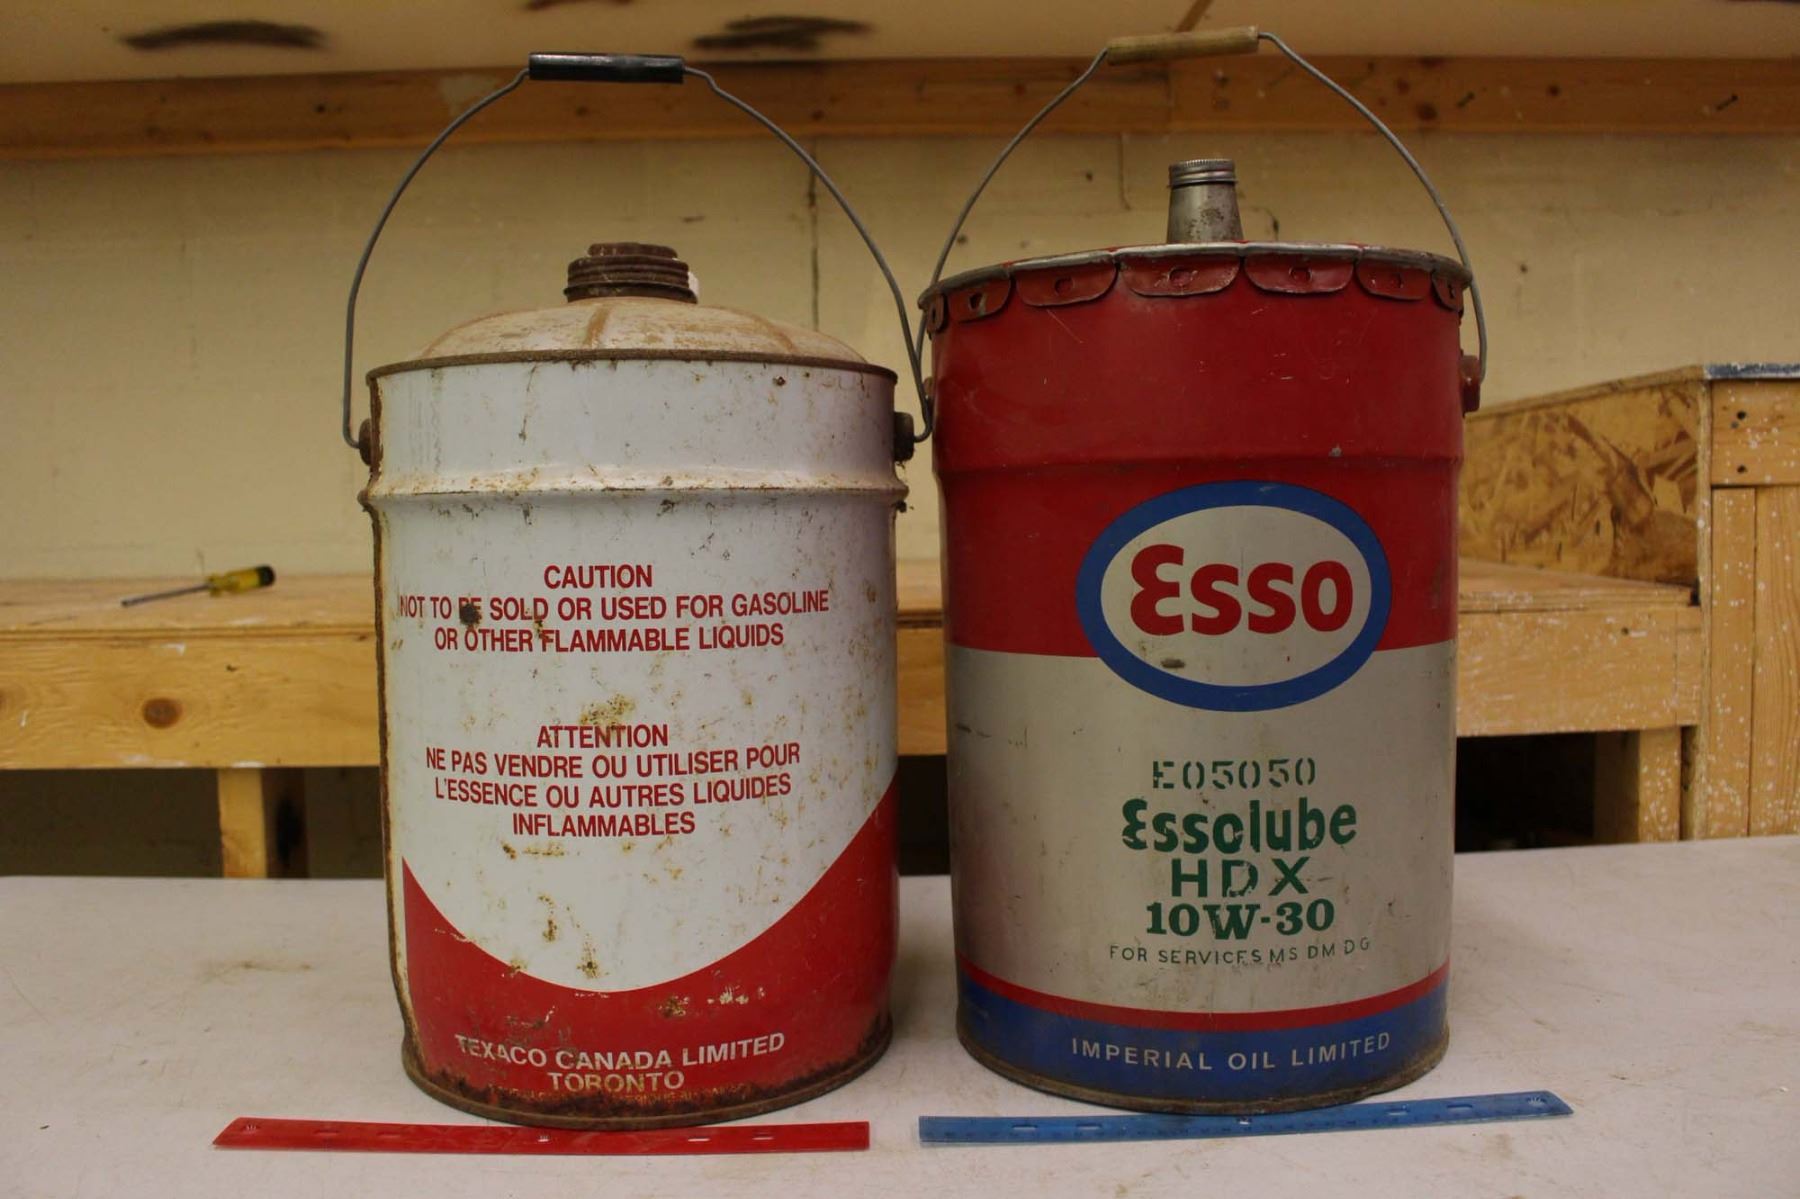 CAUTION
NOT TO BE SOLD OR USED FOR GASOLINE
OR OTHER FLAMMABLE LIQUIDS
ATTENTION
NE PAS VENDRE OU UTILISER POUR
L'ESSENCE OU AUTRES LIQUIDES
INFLAMMABLES
TEXACO CANADA LIMITED
TORONTO
Esso
E05050
Essolube
HDX
10W-30
FOR SERVICES MS DM DG
IMPERIAL OIL LIMITED